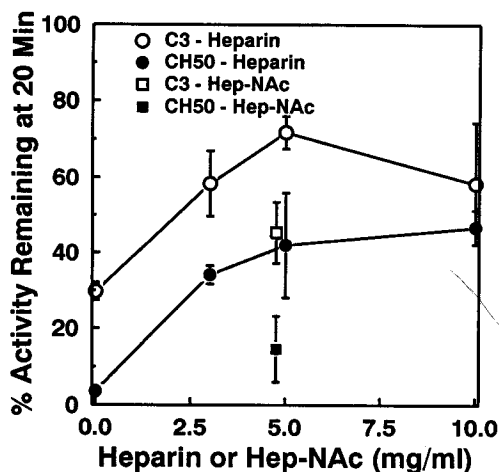 % Activity Remaining at 20 Min
100
80
60
40
20
0
C3 - Heparin
CH50 - Heparin
C3 - Hep-NAc
CH50 - Hep-NAc
0.0 2.5 5.0 7.5 10.0
Heparin or Hep-NAc (mg/ml)